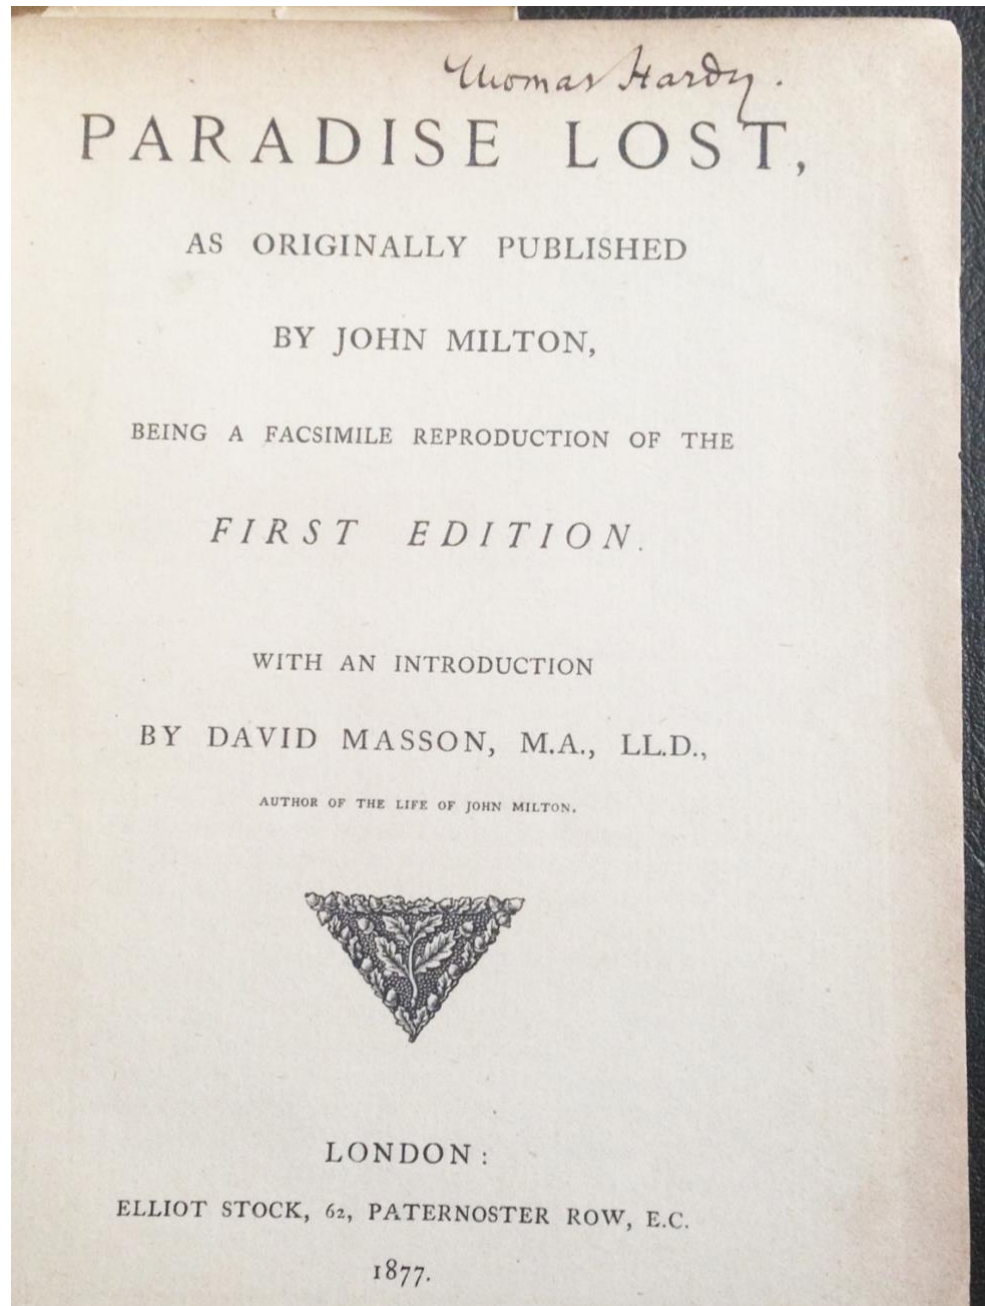 Thomas Hardy.
PARADISE LOST,
AS ORIGINALLY PUBLISHED
BY JOHN MILTON,
BEING A FACSIMILE REPRODUCTION OF THE
FIRST EDITION.
WITH AN INTRODUCTION
BY DAVID MASSON, M.A., LL.D.,
AUTHOR OF THE LIFE OF JOHN MILTON.
LONDON:
ELLIOT STOCK, 62, PATERNOSTER ROW, E.C.
1877.